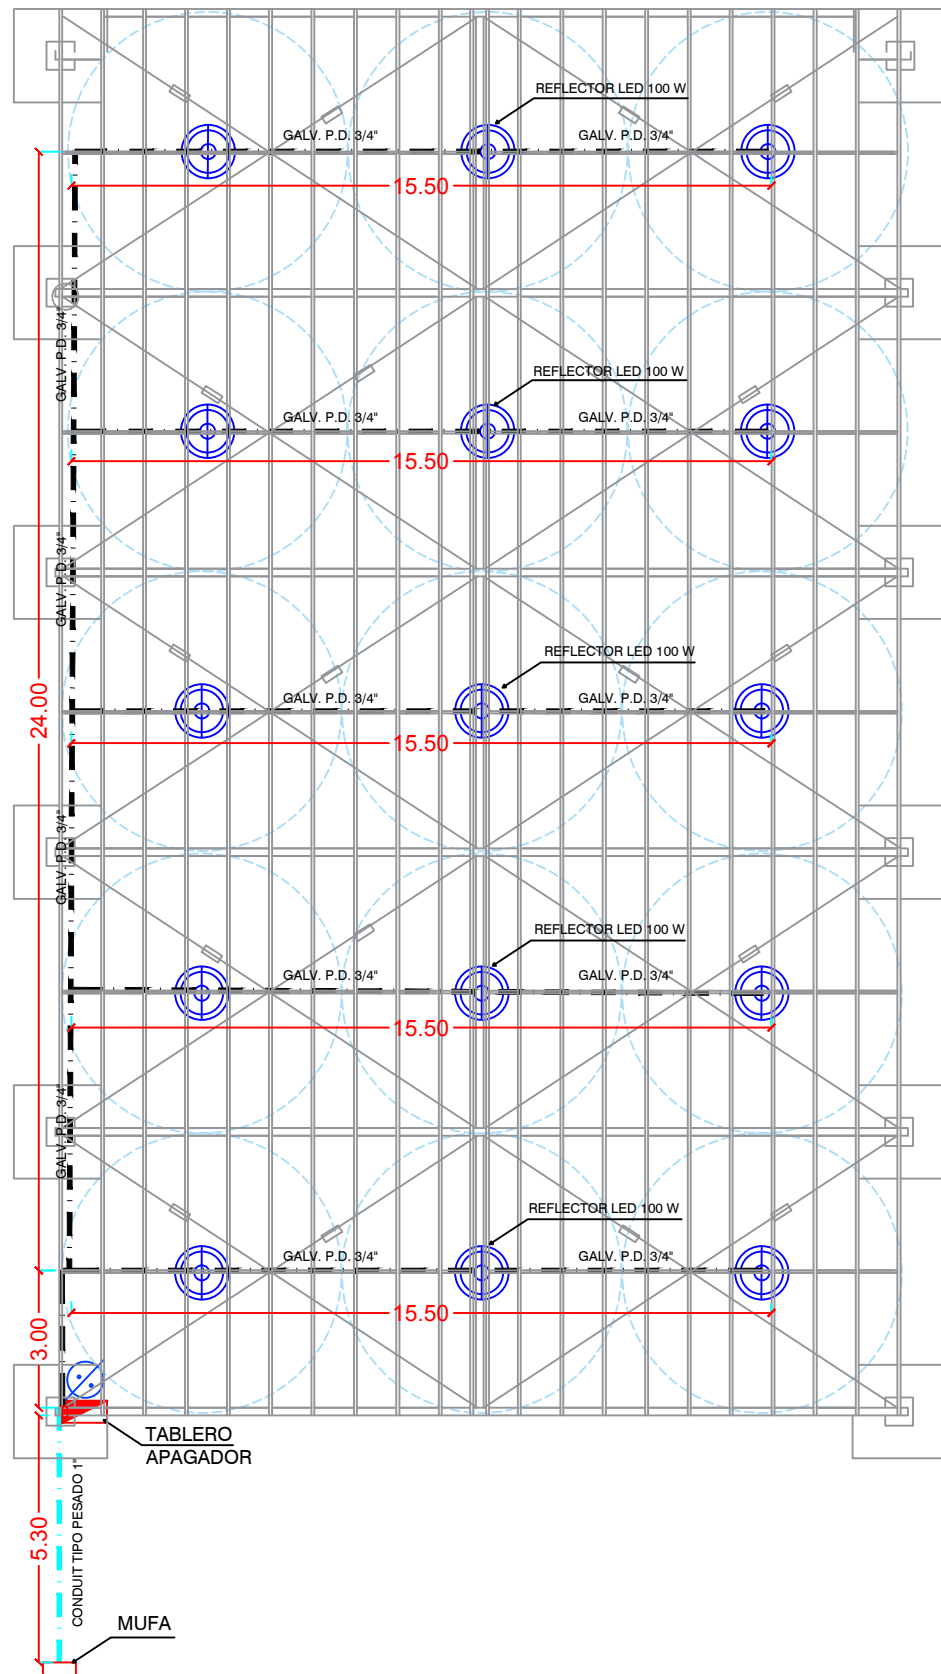 REFLECTOR LED 100 W
GALV. P.D. 3/4"
GALV. P.D. 3/4"
15.50
GALV. P.D. 3/4"
REFLECTOR LED 100 W
GALV. P.D. 3/4"
GALV. P.D. 3/4"
15.50
GALV. P.D. 3/4"
24.00
REFLECTOR LED 100 W
GALV. P.D. 3/4"
GALV. P.D. 3/4"
15.50
GALV. P.D. 3/4"
REFLECTOR LED 100 W
GALV. P.D. 3/4"
GALV. P.D. 3/4"
15.50
GALV. P.D. 3/4"
REFLECTOR LED 100 W
GALV. P.D. 3/4"
GALV. P.D. 3/4"
15.50
3.00
TABLERO
APAGADOR
CONDUIT TIPO PESADO 1"
5.30
MUFA